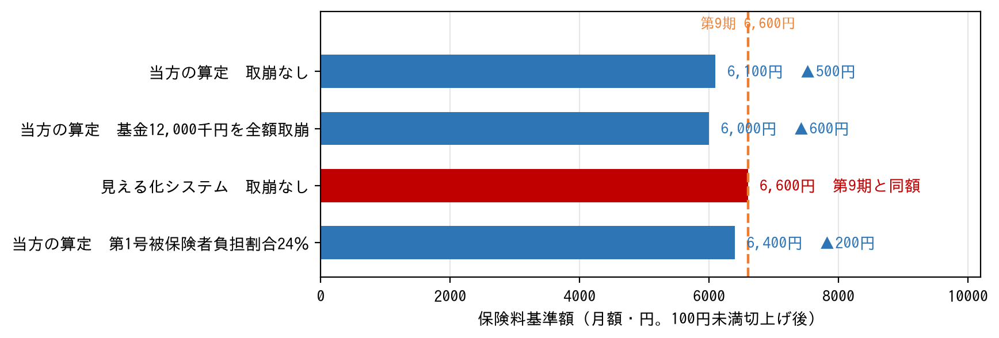 第9期 6,600円
当方の算定　取崩なし
6,100円　▲500円
当方の算定　基金12,000千円を全額取崩
6,000円　▲600円
見える化システム　取崩なし
6,600円　第9期と同額
当方の算定　第1号被保険者負担割合24%
6,400円　▲200円
0 2000 4000 6000 8000 10000
保険料基準額（月額・円。100円未満切上げ後）